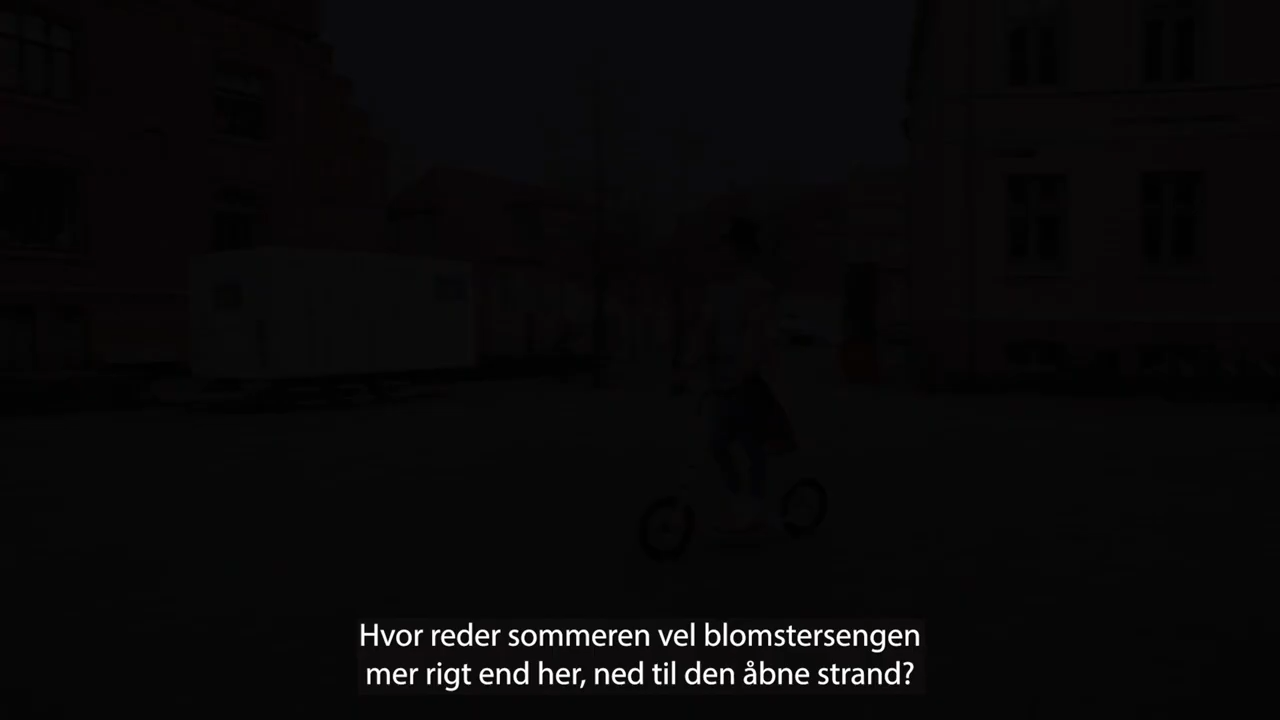 Hvor reder sommeren vel blomstersengen
mer rigt end her, ned til den åbne strand?